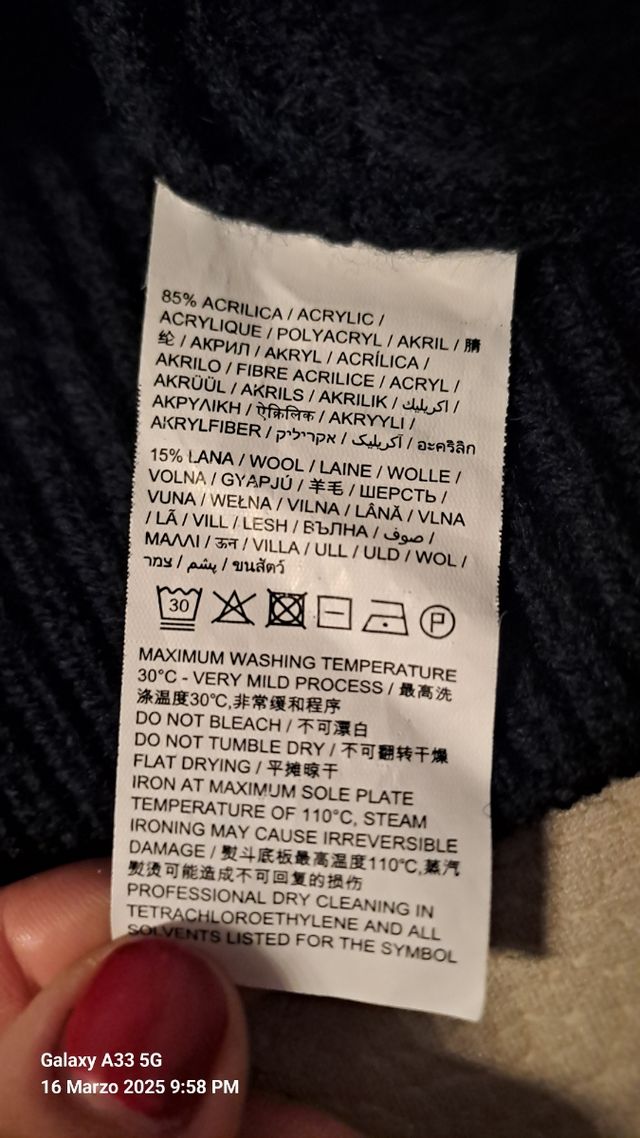 85% ACRILICA / ACRYLIC /
ACRYLIQUE / POLYACRYL / AKRIL / 腈
纶 / АКРИЛ / AKRYL / ACRÍLICA /
AKRILO / FIBRE ACRILICE / ACRYL /
AKRÜÜL / AKRILS / AKRILIK / اكريليك /
ΑΚΡΥΛΙΚΗ / ऐक्रिलिक / AKRYYLI /
AKRYLFIBER / אקריליק / آکریلیک / อะคริลิก
15% LANA / WOOL / LAINE / WOLLE /
VOLNA / GYAPJÚ / 羊毛 / ШЕРСТЬ /
VUNA / WEŁNA / VILNA / LÂNĂ / VLNA
/ LÃ / VILL / LESH / ВЪЛНА / صوف /
ΜΑΛΛΙ / ऊन / VILLA / ULL / ULD / WOL /
צמר / پشم / ขนสัตว์
30
P
MAXIMUM WASHING TEMPERATURE
30°C - VERY MILD PROCESS / 最高洗
涤温度30℃,非常缓和程序
DO NOT BLEACH / 不可漂白
DO NOT TUMBLE DRY / 不可翻转干燥
FLAT DRYING / 平摊晾干
IRON AT MAXIMUM SOLE PLATE
TEMPERATURE OF 110°C, STEAM
IRONING MAY CAUSE IRREVERSIBLE
DAMAGE / 熨斗底板最高温度110℃,蒸汽
熨烫可能造成不可回复的损伤
PROFESSIONAL DRY CLEANING IN
TETRACHLOROETHYLENE AND ALL
SOLVENTS LISTED FOR THE SYMBOL
Galaxy A33 5G
16 Marzo 2025 9:58 PM